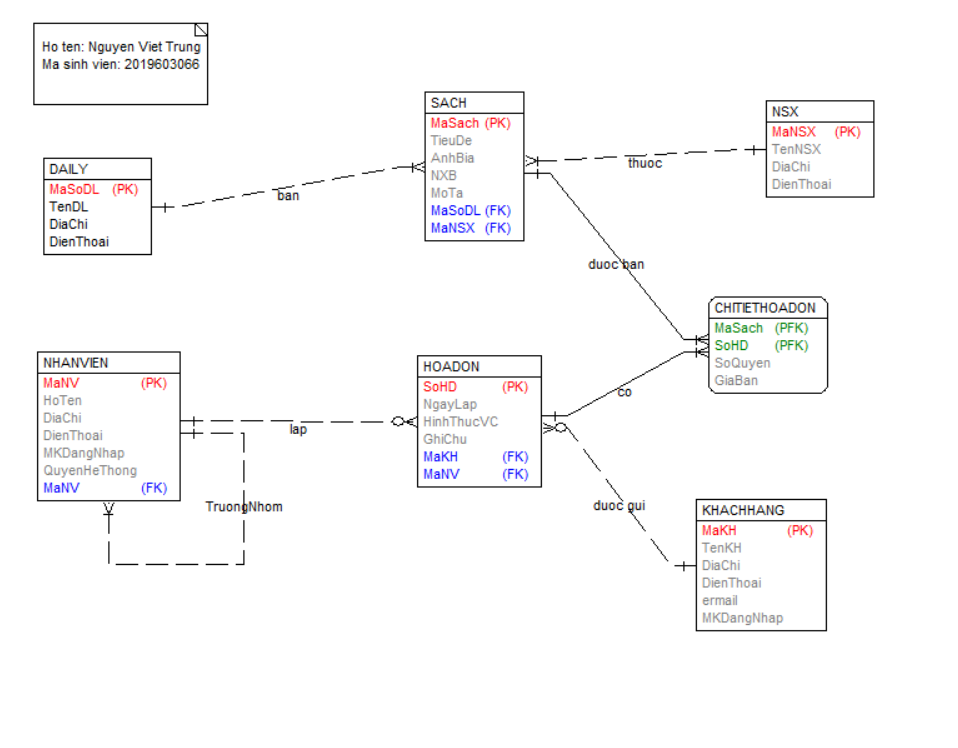 Ho ten: Nguyen Viet Trung
Ma sinh vien: 2019603066
SACH
MaSach (PK)
TieuDe
AnhBia
NXB
MoTa
MaSoDL (FK)
MaNSX (FK)
NSX
MaNSX (PK)
TenNSX
DiaChi
DienThoai
thuoc
DAILY
MaSoDL (PK)
TenDL
DiaChi
DienThoai
ban
duoc ban
CHITIETHOADON
MaSach (PFK)
SoHD (PFK)
SoQuyen
GiaBan
NHANVIEN
MaNV (PK)
HoTen
DiaChi
DienThoai
MKDangNhap
QuyenHeThong
MaNV (FK)
lap
TruongNhom
HOADON
SoHD (PK)
NgayLap
HinhThucVC
GhiChu
MaKH (FK)
MaNV (FK)
co
duoc gui
KHACHHANG
MaKH (PK)
TenKH
DiaChi
DienThoai
ermail
MKDangNhap